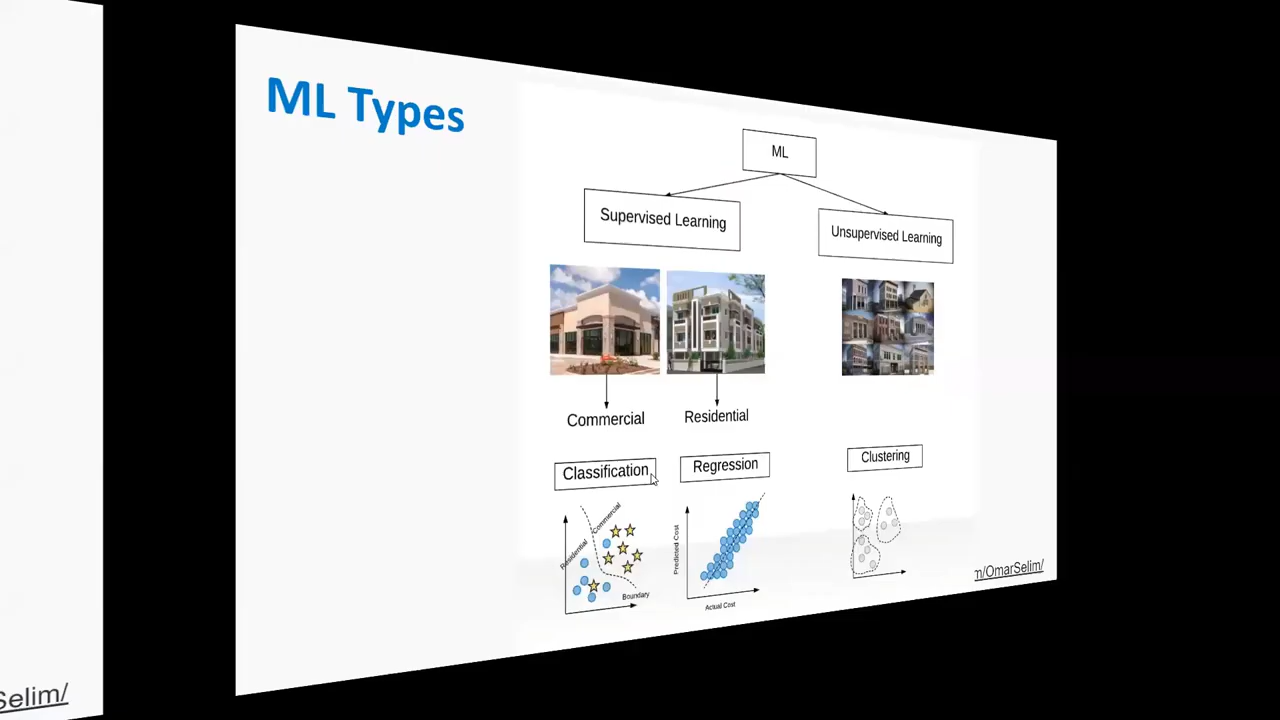 ML Types
ML
Supervised Learning
Unsupervised Learning
Commercial
Residential
Classification
Regression
Clustering
Commercial
Residential
Boundary
Predicted Cost
Actual Cost
m/OmarSelim/
Selim/